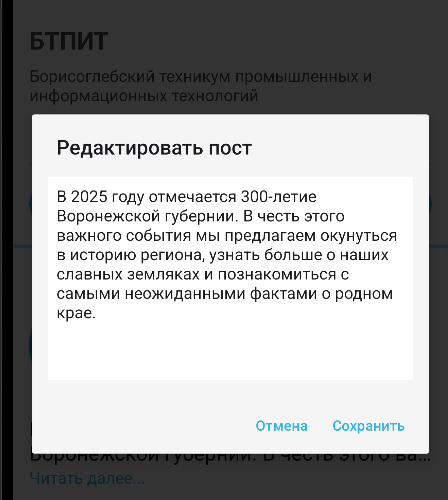 БТПИТ
Борисоглебский техникум промышленных и
информационных технологий
Редактировать пост
В 2025 году отмечается 300-летие
Воронежской губернии. В честь этого
важного события мы предлагаем окунуться
в историю региона, узнать больше о наших
славных земляках и познакомиться с
самыми неожиданными фактами о родном
крае.
Отмена Сохранить
Воронежской губернии. В честь этого ва...
Читать далее...